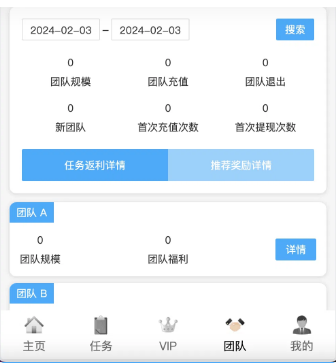 2024-02-03 – 2024-02-03 搜索
0 0 0
团队规模 团队充值 团队退出
0 0 0
新团队 首次充值次数 首次提现次数
任务返利详情 推荐奖励详情
团队 A
0 0
团队规模 团队福利 详情
团队 B
主页 任务 VIP 团队 我的